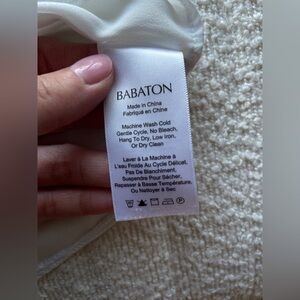 BABATON
Made in China
Fabriqué en Chine
Machine Wash Cold
Gentle Cycle, No Bleach,
Hang To Dry, Low Iron,
Or Dry Clean
Laver À La Machine À
L'eau Froide Au Cycle Délicat,
Pas De Blanchiment,
Suspendre Pour Sécher,
Repasser À Basse Température,
Ou Nettoyer À Sec